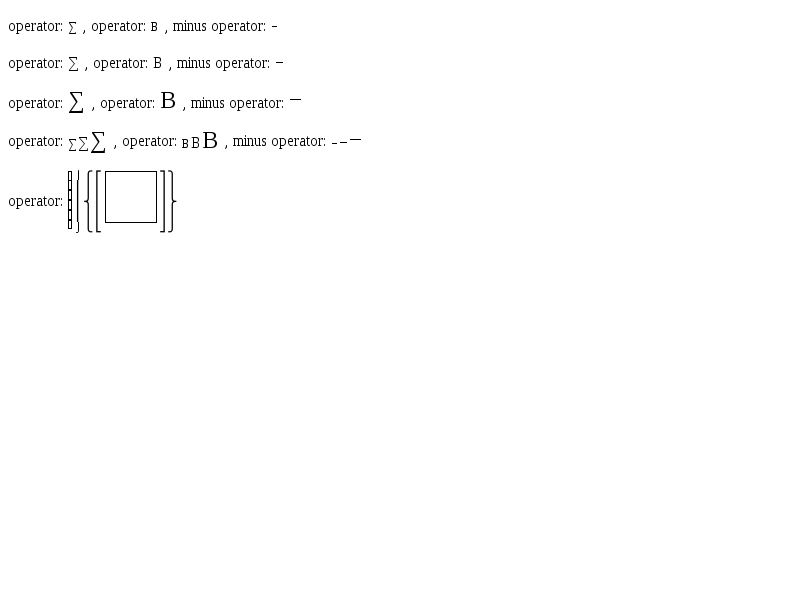 operator: ∑ , operator: B , minus operator: −
operator: ∑ , operator: B , minus operator: −
operator: ∑ , operator: B , minus operator: −
operator: ∑∑∑ , operator: BBB , minus operator: −−−
operator: {[ ]}